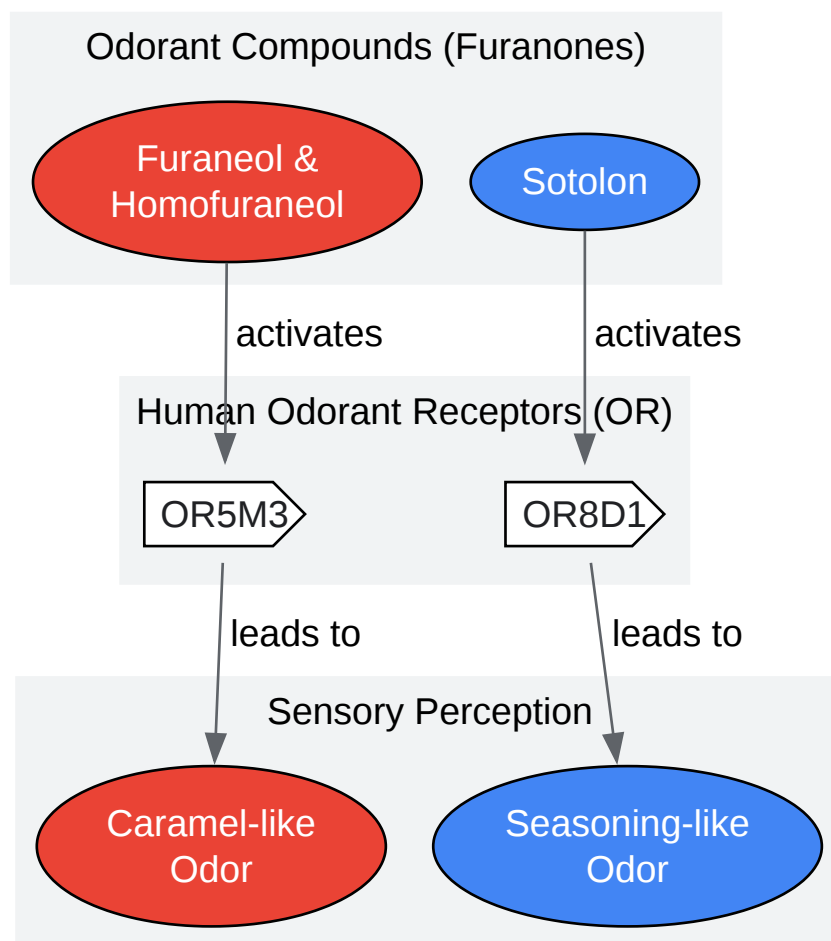 Odorant Compounds (Furanones)
Furaneol &
Homofuraneol
Sotolon
activates
activates
Human Odorant Receptors (OR)
OR5M3
OR8D1
leads to
leads to
Sensory Perception
Caramel-like
Odor
Seasoning-like
Odor